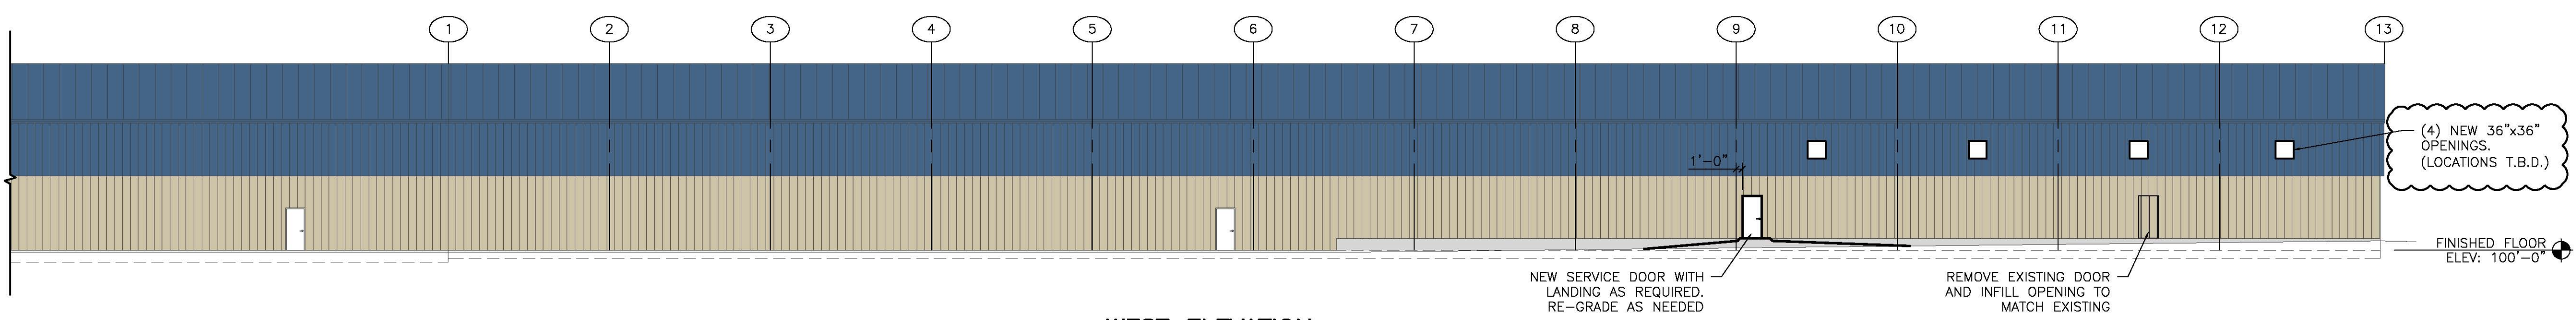 1 2 3 4 5 6 7 8 9 10 11 12 13
(4) NEW 36"x36"
OPENINGS.
(LOCATIONS T.B.D.)
1'-0"
FINISHED FLOOR
ELEV: 100'-0"
NEW SERVICE DOOR WITH
LANDING AS REQUIRED.
RE-GRADE AS NEEDED
REMOVE EXISTING DOOR
AND INFILL OPENING TO
MATCH EXISTING
WEST ELEVATION